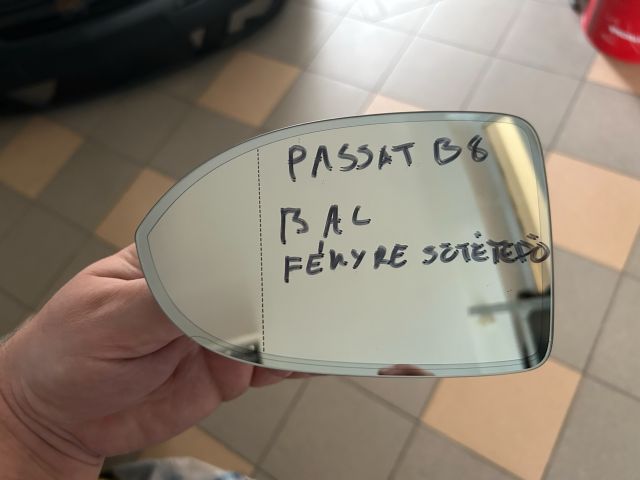 PASSAT B8
BAL
FÉNYRE SÖTÉTEDŐ